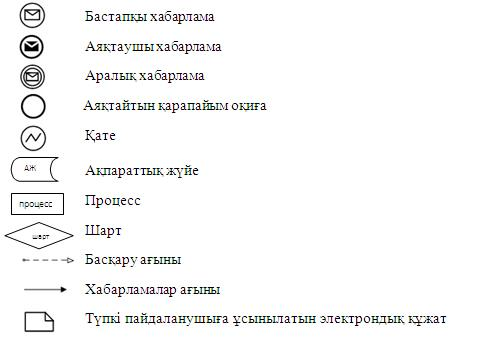 Бастапқы хабарлама
Аяқтаушы хабарлама
Аралық хабарлама
Аяқтайтын қарапайым оқиға
Қате
АЖ Ақпараттық жүйе
процесс Процесс
шарт Шарт
Басқару ағыны
Хабарламалар ағыны
Түпкі пайдаланушыға ұсынылатын электрондық құжат